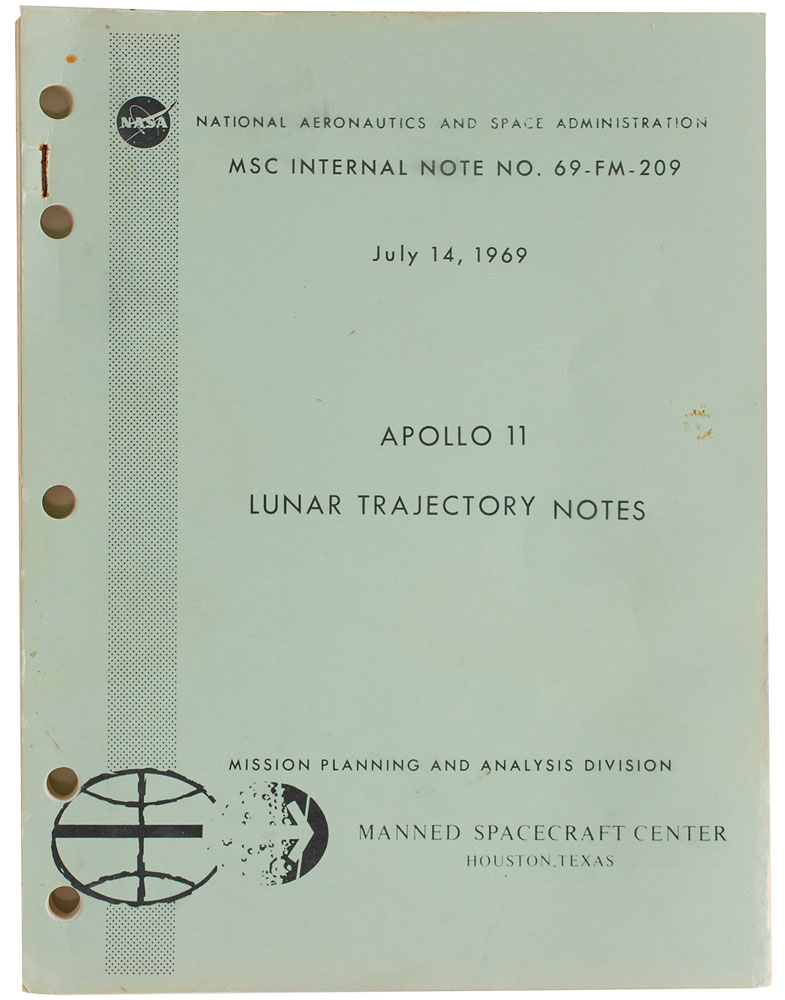 NASA
NATIONAL AERONAUTICS AND SPACE ADMINISTRATION
MSC INTERNAL NOTE NO. 69-FM-209
July 14, 1969
APOLLO 11
LUNAR TRAJECTORY NOTES
MISSION PLANNING AND ANALYSIS DIVISION
MANNED SPACECRAFT CENTER
HOUSTON, TEXAS